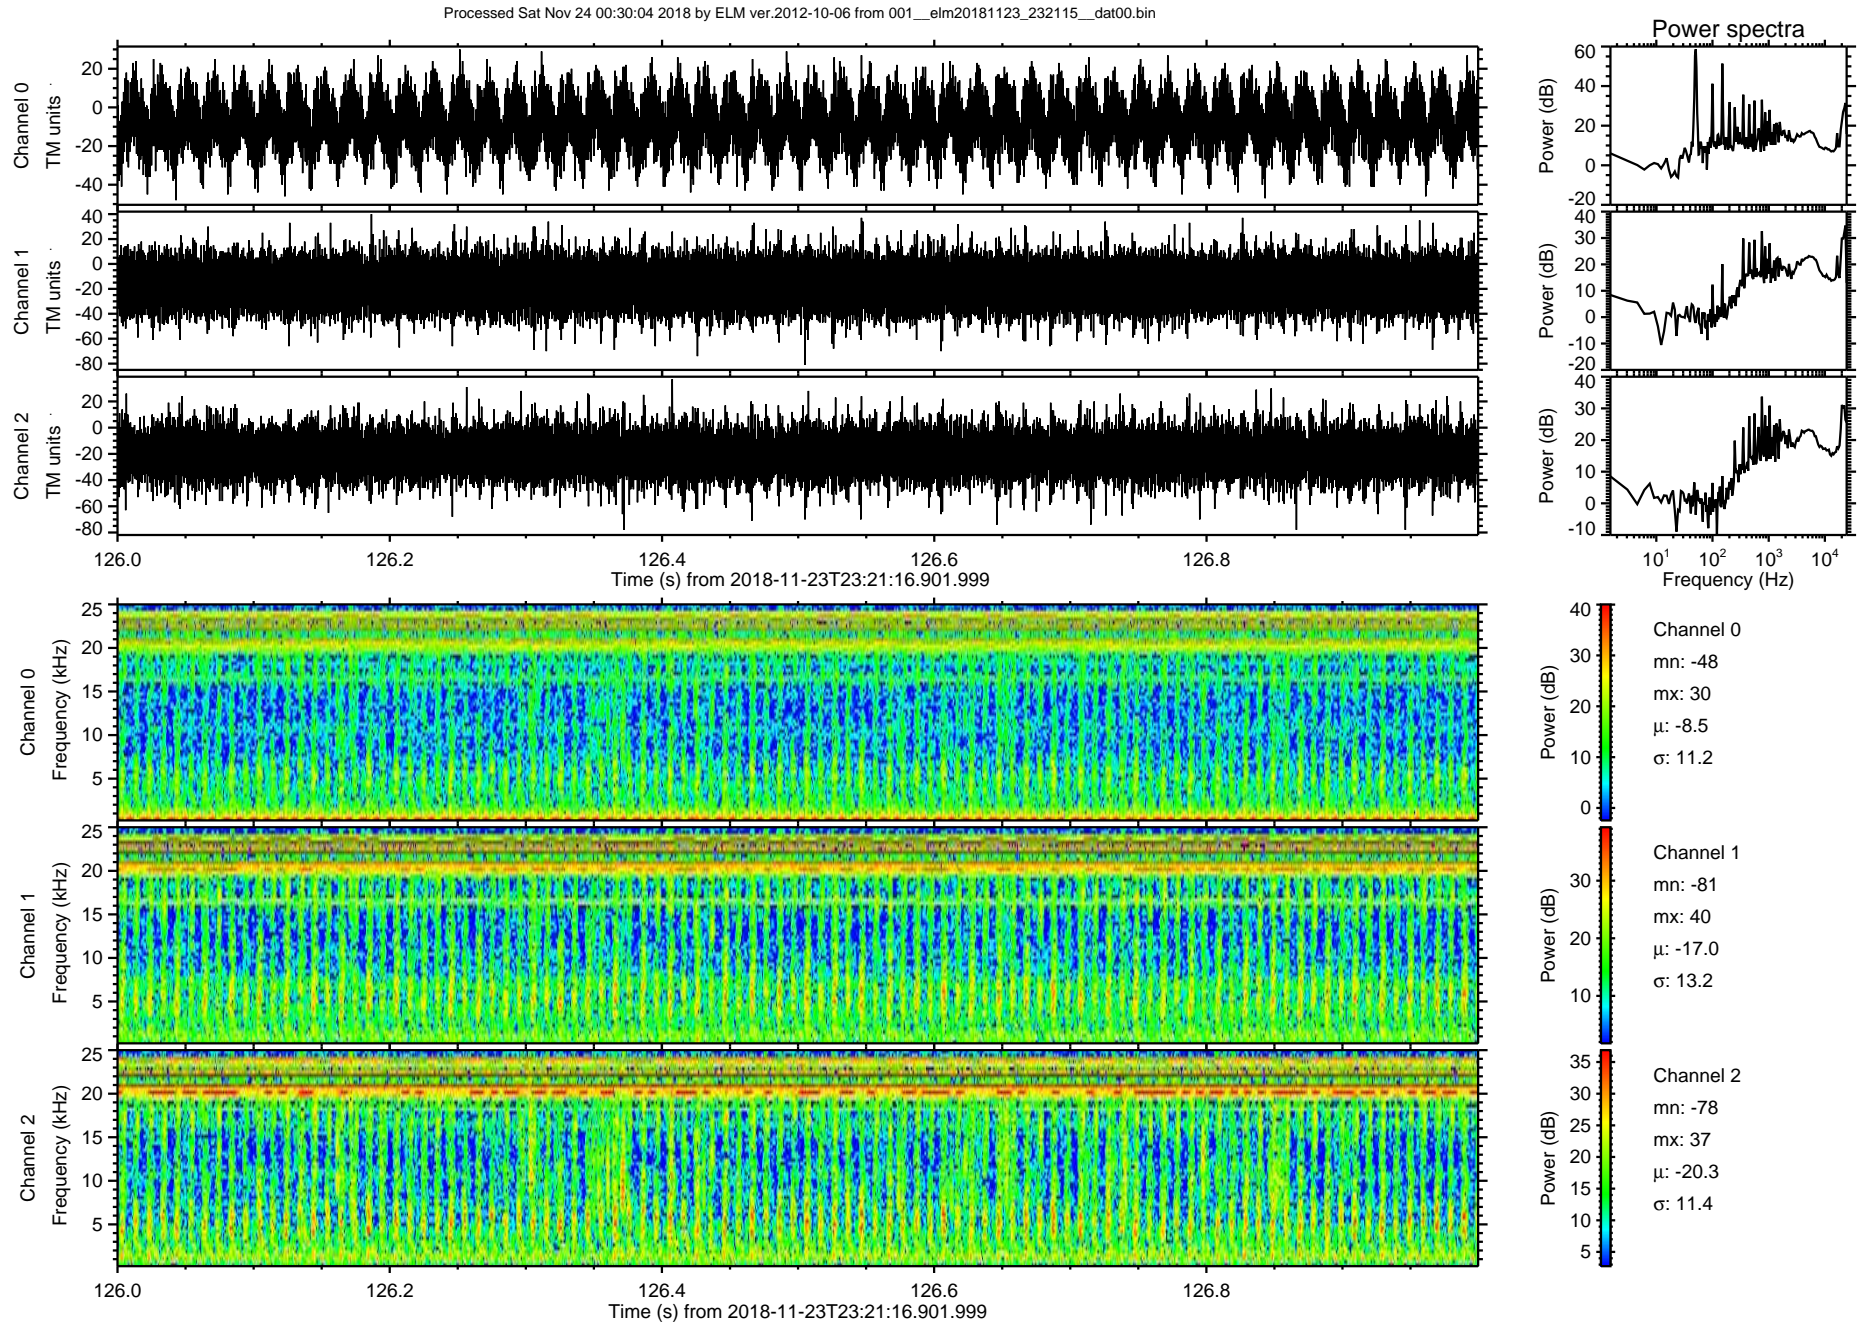 Processed Sat Nov 24 00:30:04 2018 by ELM ver.2012-10-06 from 001__elm20181123_232115__dat00.bin
Power spectra
Channel 0
TM units
20
0
-20
-40
Power (dB)
60
40
20
0
-20
Channel 1
TM units
40
20
0
-20
-40
-60
-80
Power (dB)
40
30
20
10
0
-10
-20
Channel 2
TM units
20
0
-20
-40
-60
-80
Power (dB)
40
30
20
10
0
-10
126.0 126.2 126.4 126.6 126.8
Time (s) from 2018-11-23T23:21:16.901.999
10¹ 10² 10³ 10⁴
Frequency (Hz)
Channel 0
Frequency (kHz)
25
20
15
10
5
Power (dB)
40
30
20
10
0
Channel 0
mn: -48
mx: 30
μ: -8.5
σ: 11.2
Channel 1
Frequency (kHz)
25
20
15
10
5
Power (dB)
30
20
10
Channel 1
mn: -81
mx: 40
μ: -17.0
σ: 13.2
Channel 2
Frequency (kHz)
25
20
15
10
5
Power (dB)
35
30
25
20
15
10
5
Channel 2
mn: -78
mx: 37
μ: -20.3
σ: 11.4
126.0 126.2 126.4 126.6 126.8
Time (s) from 2018-11-23T23:21:16.901.999